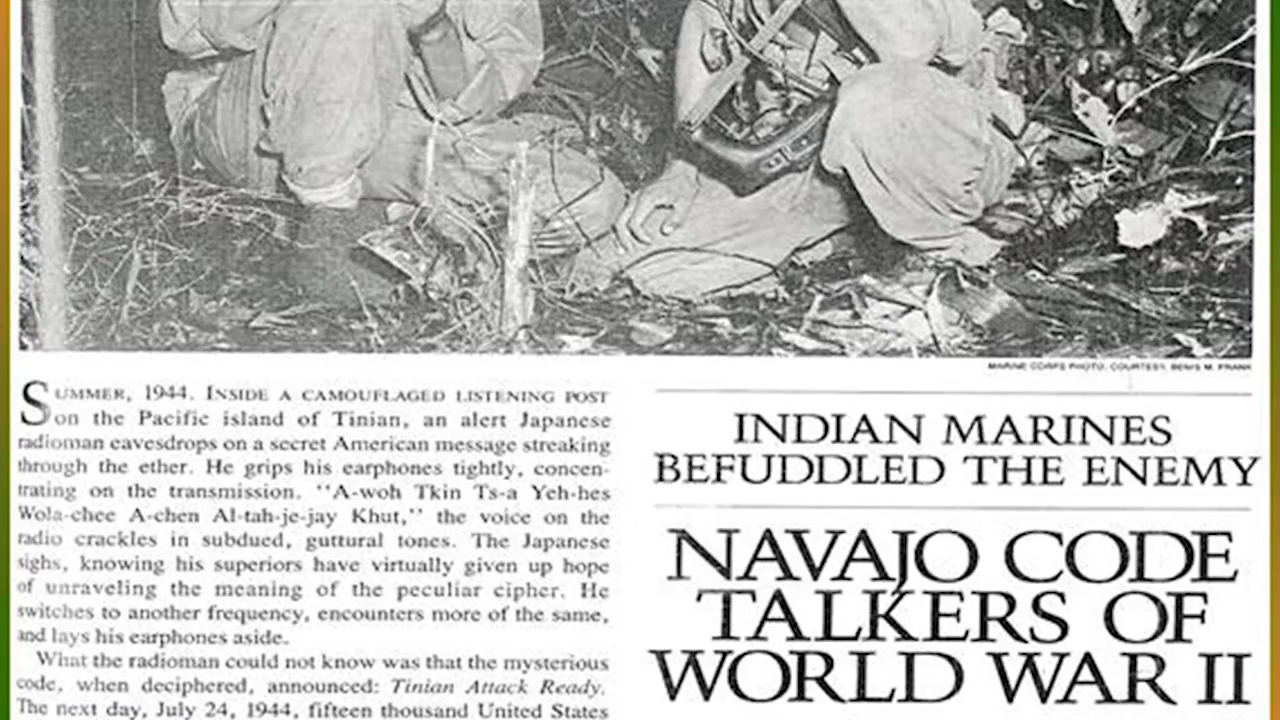 MARINE CORPS PHOTO, COURTESY, BENIS M. FRANK
SUMMER, 1944. INSIDE A CAMOUFLAGED LISTENING POST
on the Pacific island of Tinian, an alert Japanese
radioman eavesdrops on a secret American message streaking
through the ether. He grips his earphones tightly, concen-
trating on the transmission. "A-woh Tkin Ts-a Yeh-hes
Wola-chee A-chen Al-tah-je-jay Khut," the voice on the
radio crackles in subdued, guttural tones. The Japanese
sighs, knowing his superiors have virtually given up hope
of unraveling the meaning of the peculiar cipher. He
switches to another frequency, encounters more of the same,
and lays his earphones aside.
What the radioman could not know was that the mysterious
code, when deciphered, announced: Tinian Attack Ready.
The next day, July 24, 1944, fifteen thousand United States
INDIAN MARINES
BEFUDDLED THE ENEMY
NAVAJO CODE
TALKERS OF
WORLD WAR II